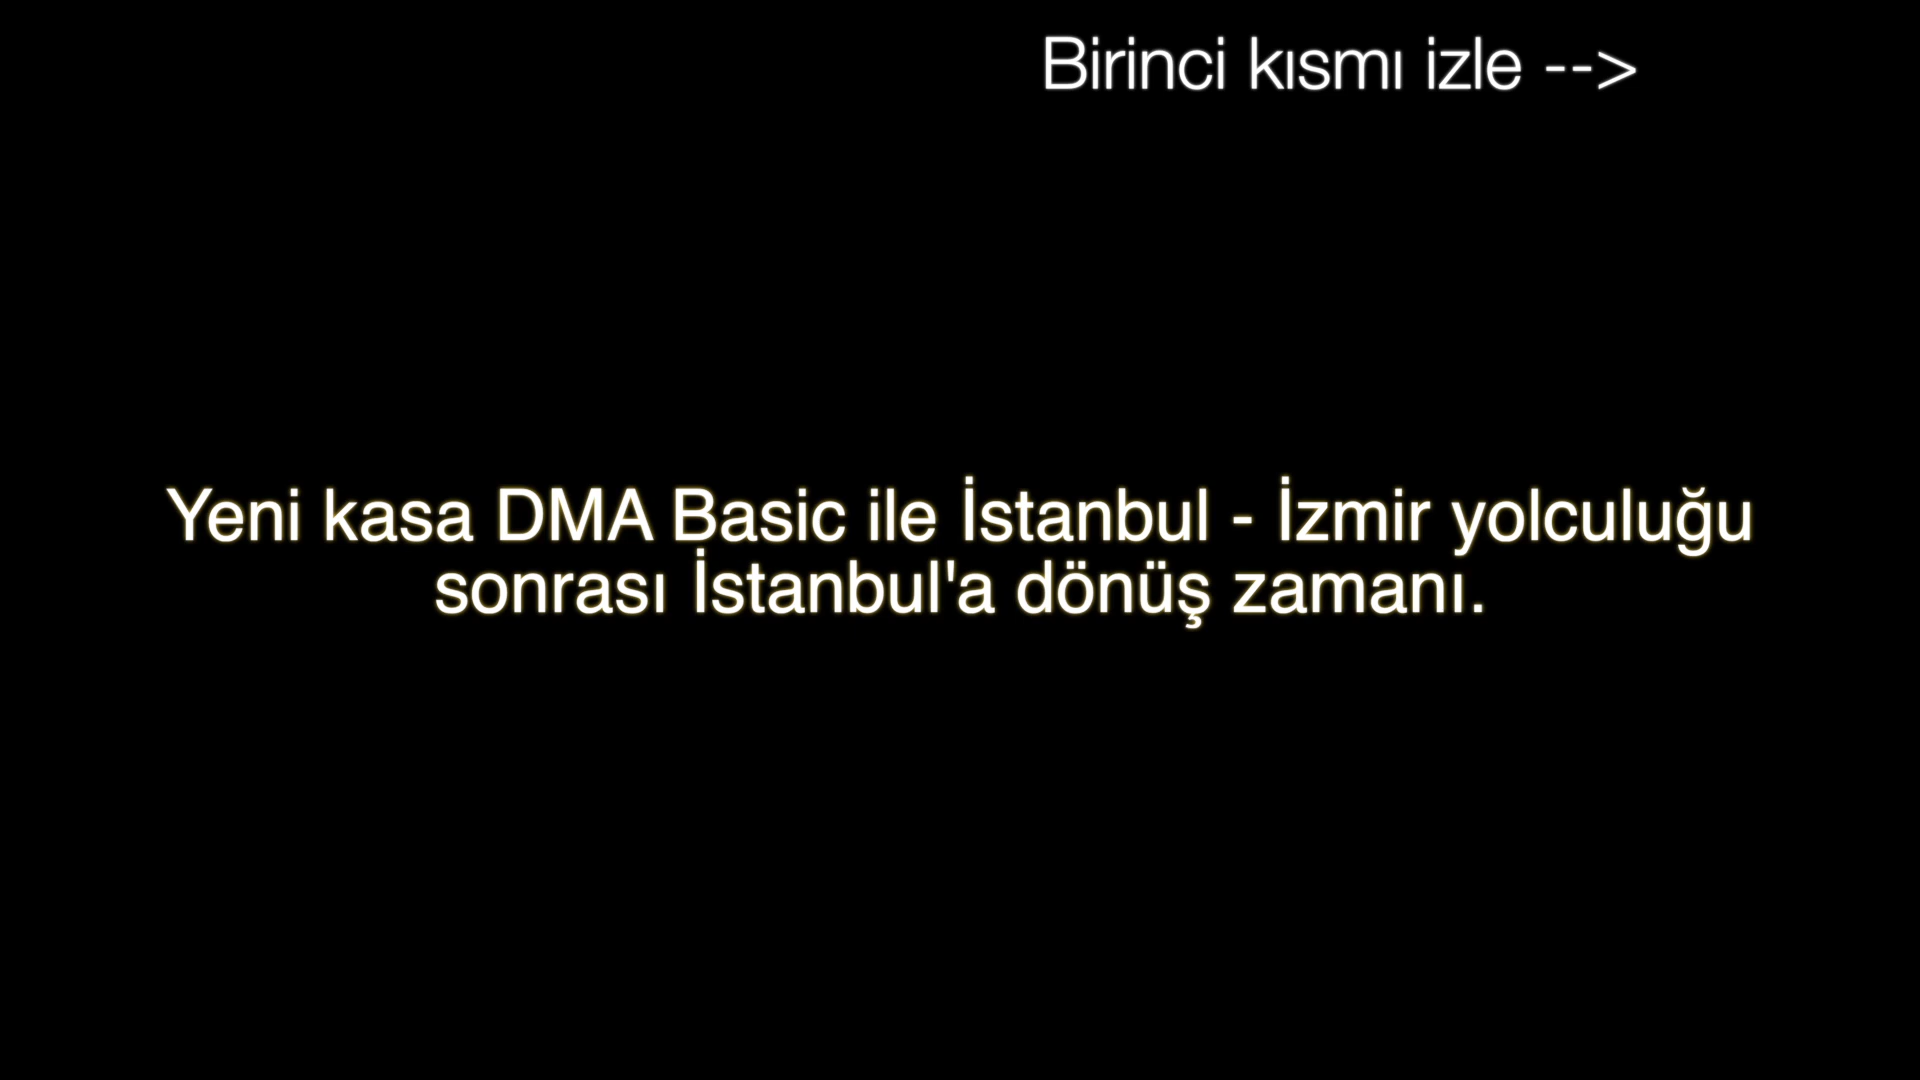 Birinci kısmı izle -->
Yeni kasa DMA Basic ile İstanbul - İzmir yolculuğu
sonrası İstanbul'a dönüş zamanı.